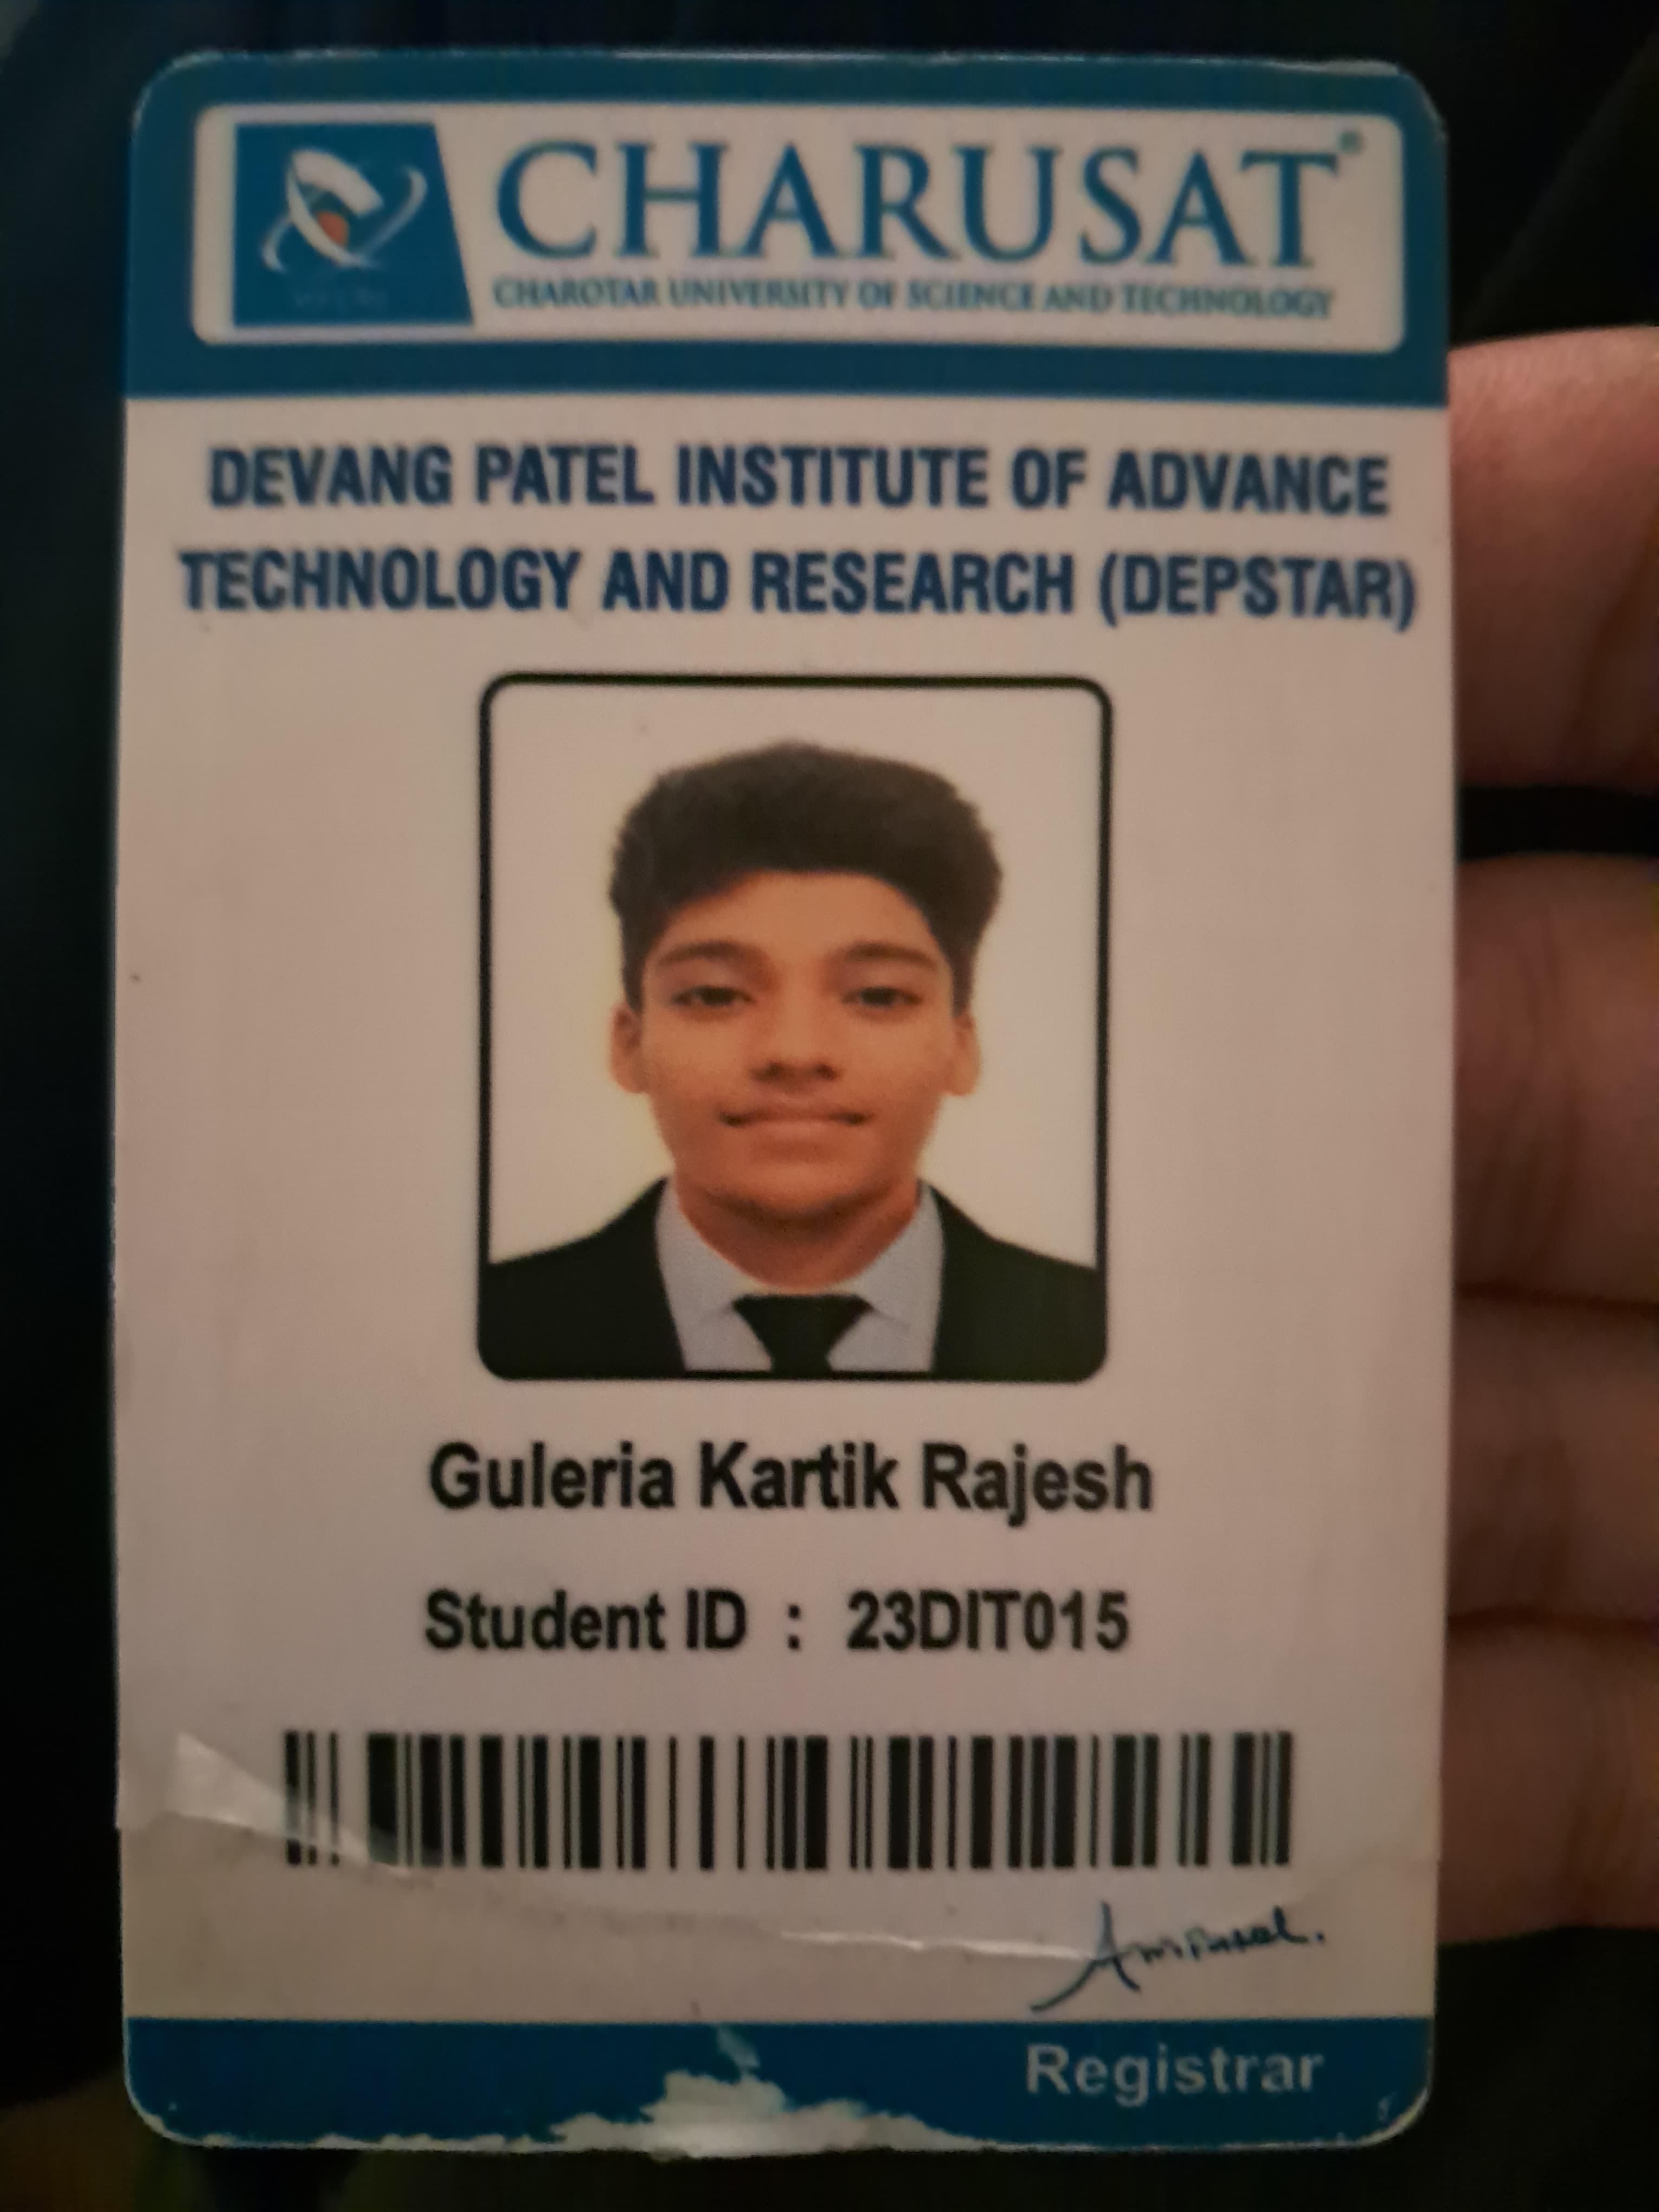 CHARUSAT®
CHAROTAR UNIVERSITY OF SCIENCE AND TECHNOLOGY
DEVANG PATEL INSTITUTE OF ADVANCE
TECHNOLOGY AND RESEARCH (DEPSTAR)
Guleria Kartik Rajesh
Student ID : 23DIT015
Registrar